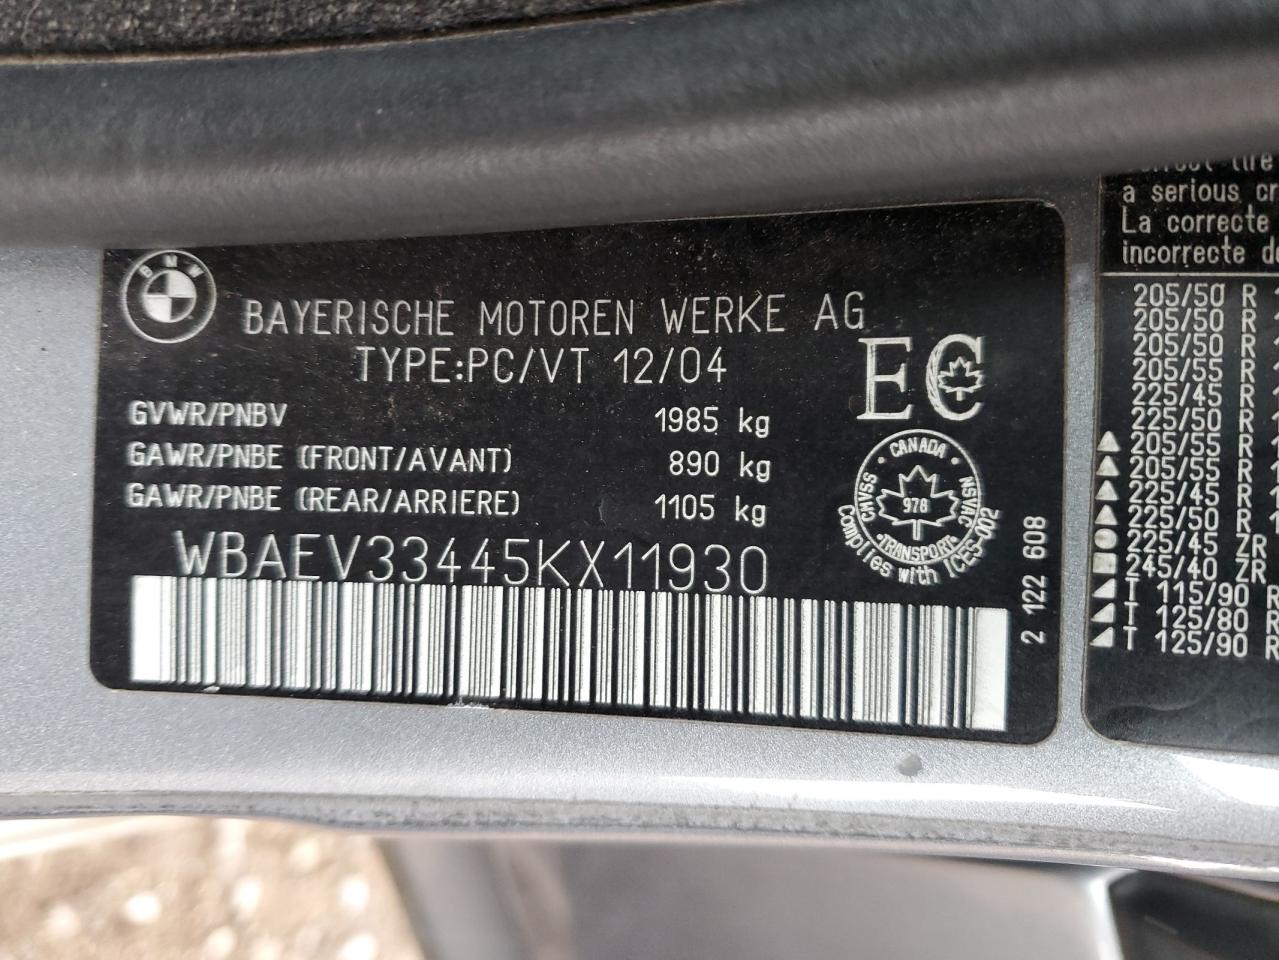 BMW
BAYERISCHE MOTOREN WERKE AG
TYPE:PC/VT 12/04
EC
GVWR/PNBV 1985 kg
GAWR/PNBE (FRONT/AVANT) 890 kg
GAWR/PNBE (REAR/ARRIERE) 1105 kg
CANADA
CMVSS NSVAC
978
TRANSPORT
Complies with ICES-002
WBAEV33445KX11930
2 122 608
a serious
La correcte
incorrecte
205/50 R
205/50 R
205/50 R
205/55 R
225/45 R
225/50 R
205/55 R
205/55 R
225/45 R
225/50 R
225/45 ZR
245/40 ZR
T 115/90 R
T 125/80 R
T 125/90 R